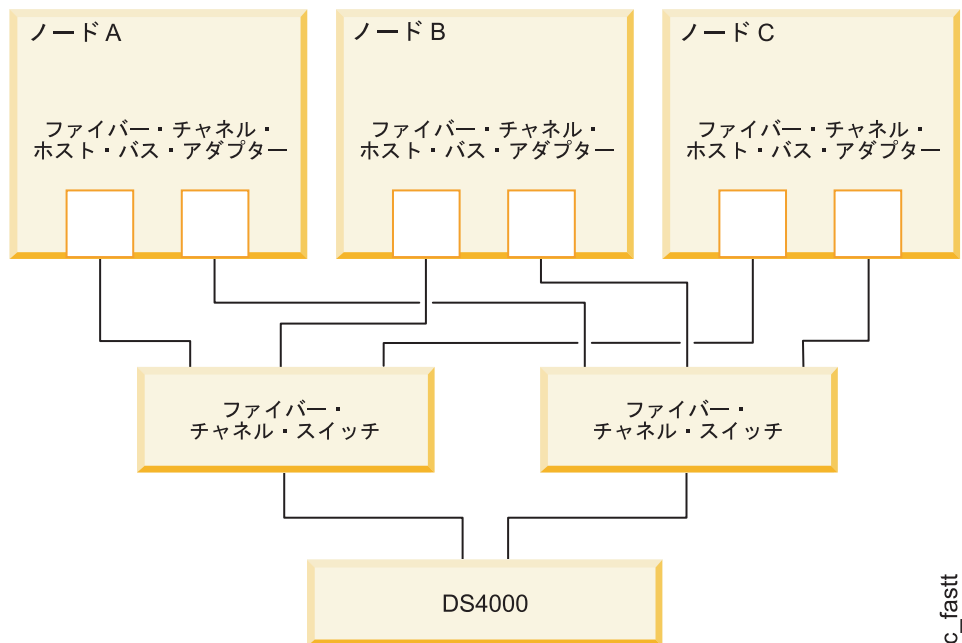 ノード A
ファイバー・チャネル・
ホスト・バス・アダプター
ノード B
ファイバー・チャネル・
ホスト・バス・アダプター
ノード C
ファイバー・チャネル・
ホスト・バス・アダプター
ファイバー・
チャネル・スイッチ
ファイバー・
チャネル・スイッチ
DS4000
c_fastt